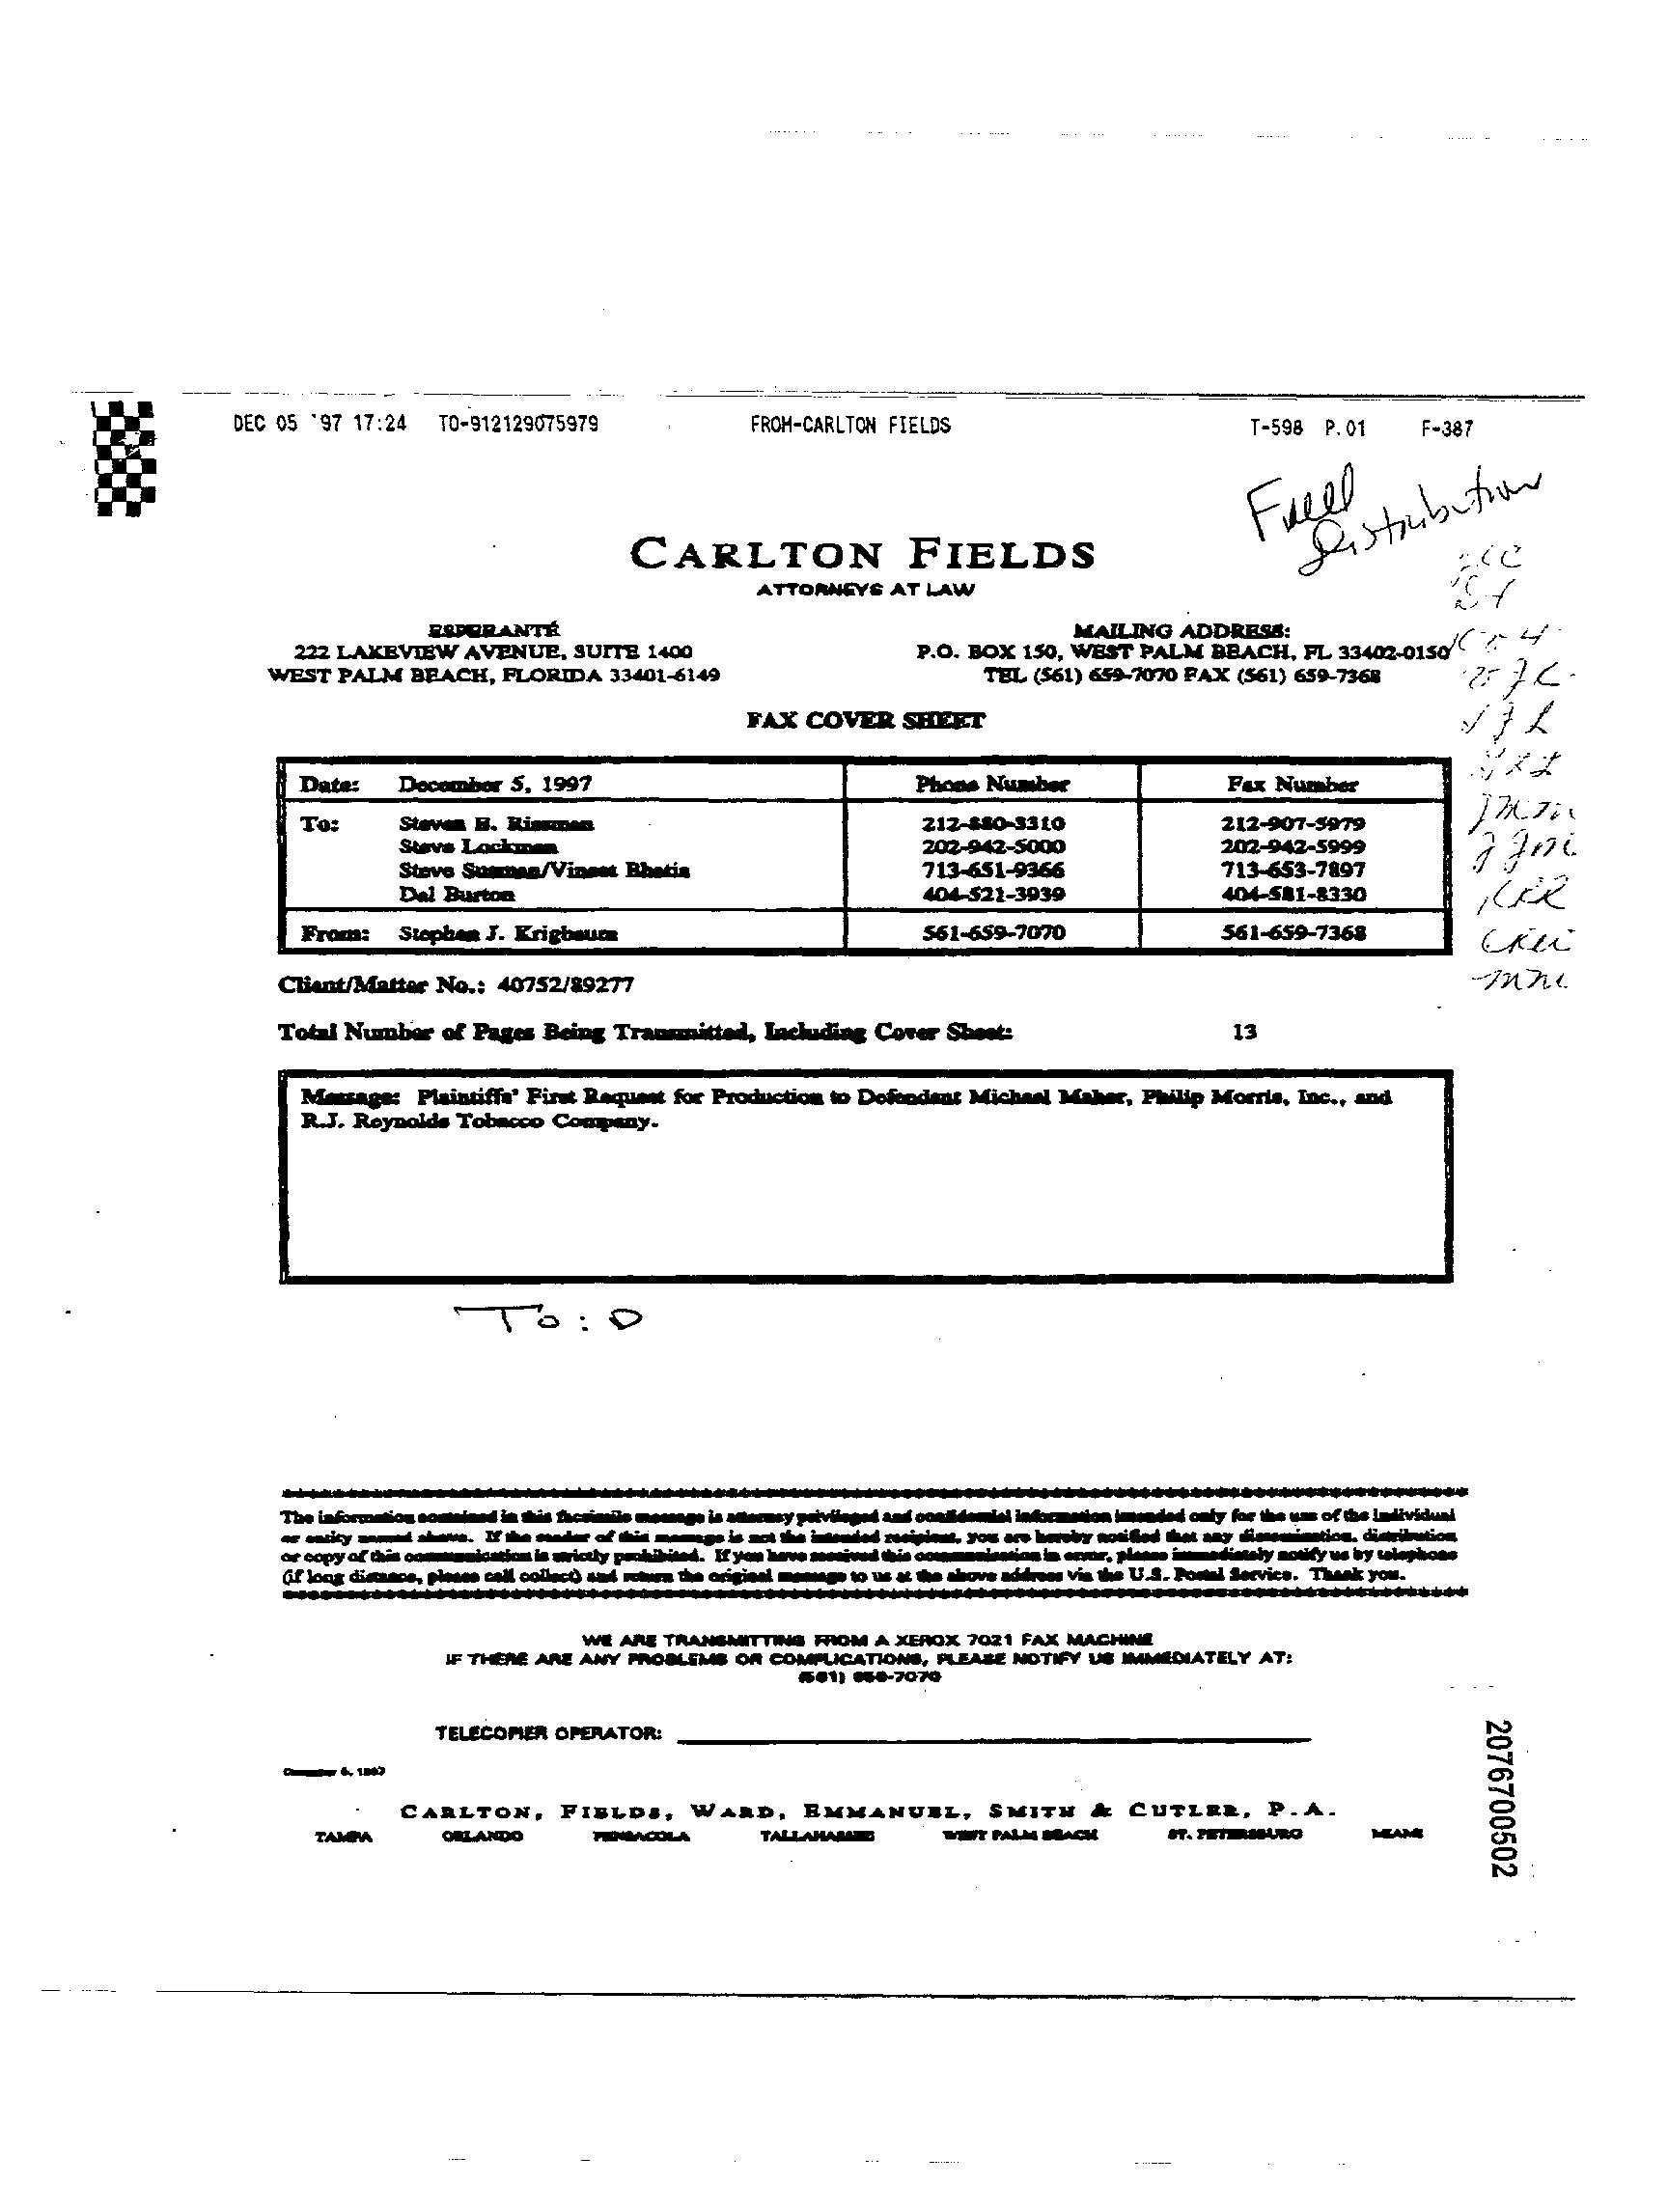 DEC 05 '97 17:24 TO-912129075979 FROM-CARLTON FIELDS T-598 P.01 F-387
Distribution
CARLTON FIELDS
ATTORNEYS AT LAW
ESPERANTÉ
222 LAKEVIEW AVENUE, SUITE 1400
WEST PALM BEACH, FLORIDA 33401-6149
MAILING ADDRESS:
P.O. BOX 150, WEST PALM BEACH, FL 33402-0150
TEL (561) 659-7070 FAX (561) 659-7368
FAX COVER SHEET
Date: December 5, 1997 Phone Number Fax Number
To: Steven B. Rissman 212-880-3310 212-907-5979
Steve Lockman 202-942-5000 202-942-5999
Steve Susman/Vineet Bhatia 713-651-9366 713-653-7897
Dal Burton 404-521-3939 404-581-8330
From: Stephen J. Krigbaum 561-659-7070 561-659-7368
Client/Matter No.: 40752/89277
Total Number of Pages Being Transmitted, Including Cover Sheet: 13
Message: Plaintiffs' First Request for Production to Defendant Michael Maher, Philip Morris, Inc., and
R.J. Reynolds Tobacco Company.
To: D
The information contained in this facsimile message is attorney privileged and confidential information intended only for the use of the individual
or entity named above. If the reader of this message is not the intended recipient, you are hereby notified that any dissemination, distribution
or copy of this communication is strictly prohibited. If you have received this communication in error, please immediately notify us by telephone
(if long distance, please call collect) and return the original message to us at the above address via the U.S. Postal Service. Thank you.
WE ARE TRANSMITTING FROM A XEROX 7021 FAX MACHINE
IF THERE ARE ANY PROBLEMS OR COMPLICATIONS, PLEASE NOTIFY US IMMEDIATELY AT:
(561) 659-7070
TELECOPIER OPERATOR:
December 5, 1997
CARLTON, FIELDS, WARD, EMMANUEL, SMITH & CUTLER, P.A.
TAMPA ORLANDO PENSACOLA TALLAHASSEE WEST PALM BEACH ST. PETERSBURG MIAMI
2076700502